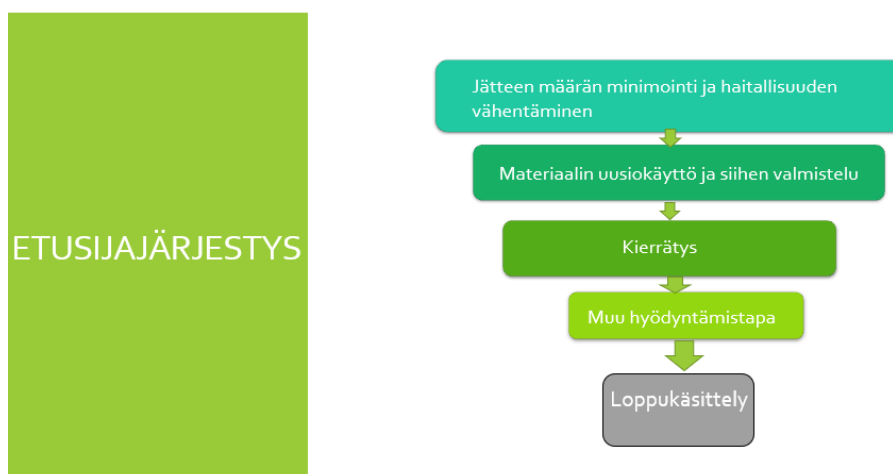 ETUSIJAJÄRJESTYS
Jätteen määrän minimointi ja haitallisuuden
vähentäminen
Materiaalin uusiokäyttö ja siihen valmistelu
Kierrätys
Muu hyödyntämistapa
Loppukäsittely